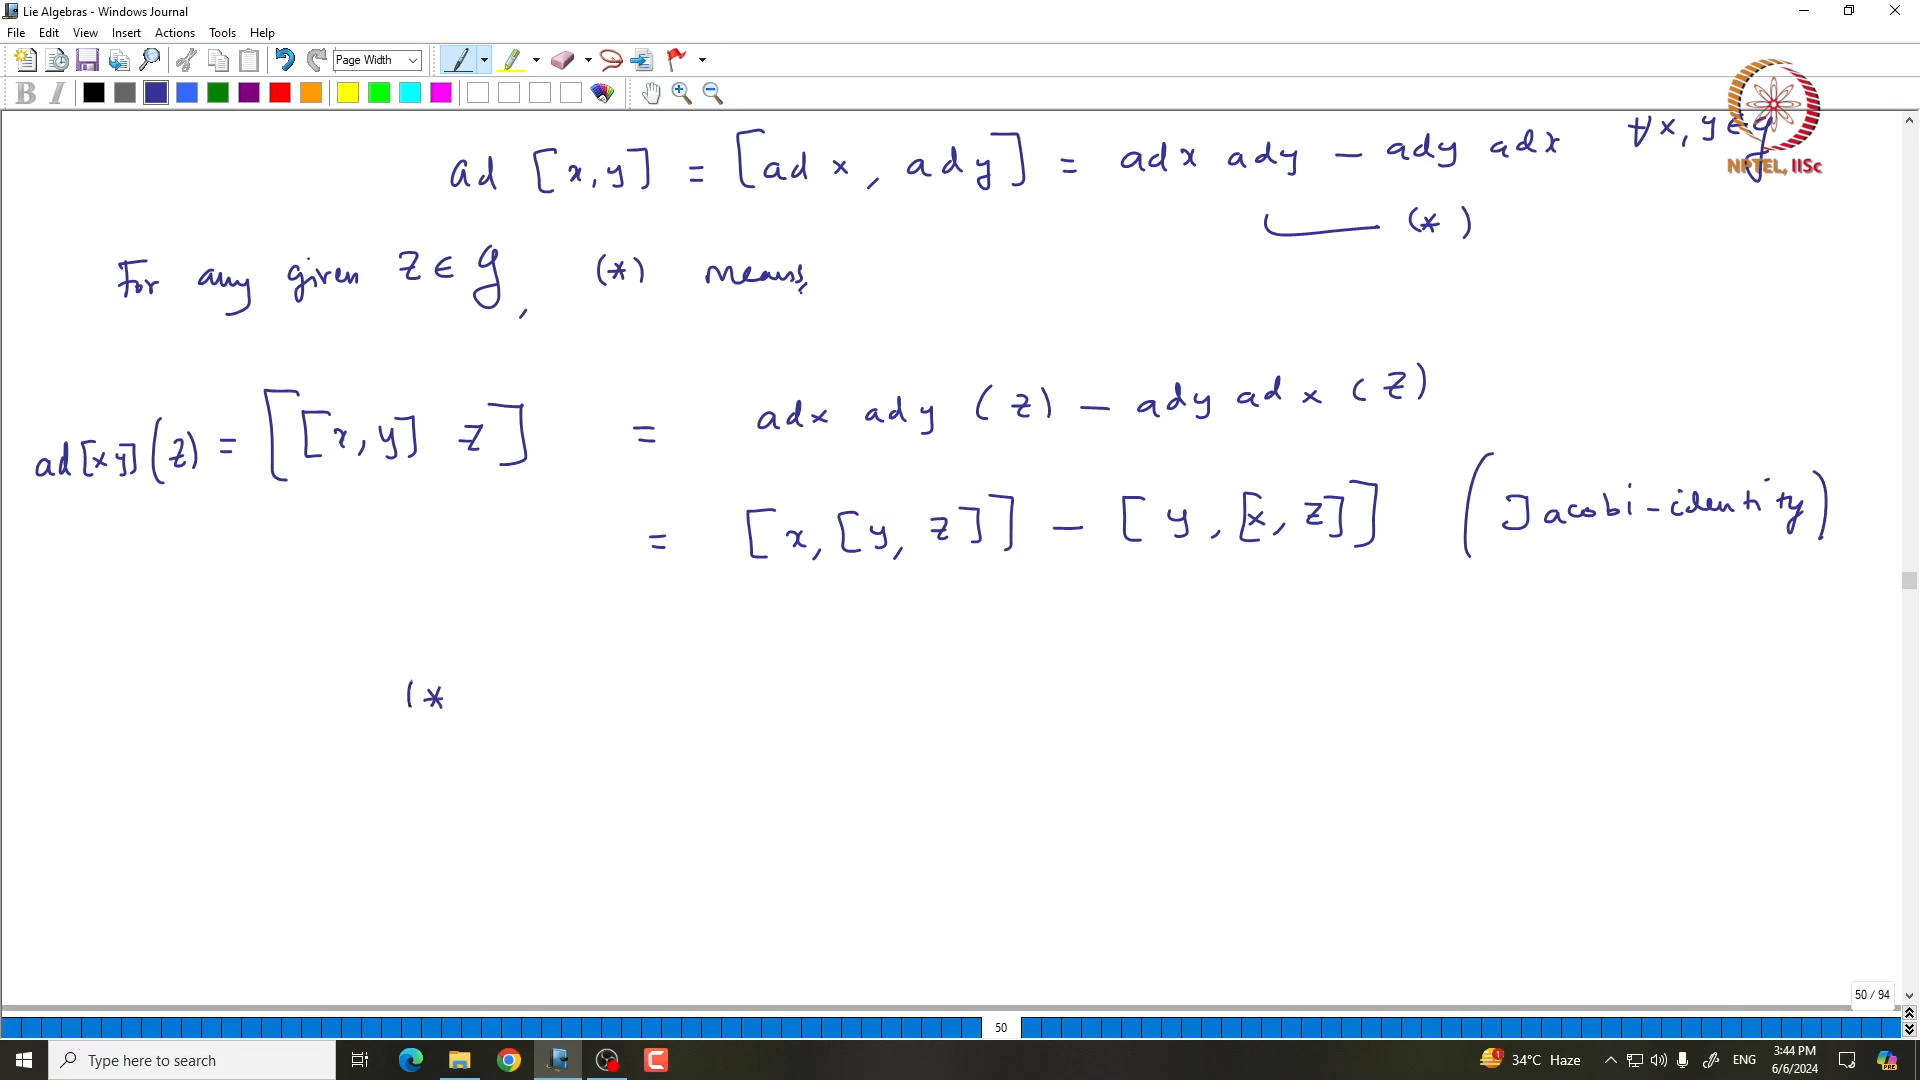 Lie Algebras - Windows Journal
File Edit View Insert Actions Tools Help
Page Width
B I
NPTEL, IISc
ad [x,y] = [ad x, ad y] = ad x ad y - ad y ad x ∀ x, y ∈ g
(*)
For any given z ∈ g, (*) means,
ad [x y] (z) = [[x,y] z] = ad x ad y (z) - ad y ad x (z)
= [x, [y, z]] - [y, [x, z]] (Jacobi-identity)
(*
50 / 94
50
Type here to search
34°C Haze
ENG
3:44 PM
6/6/2024